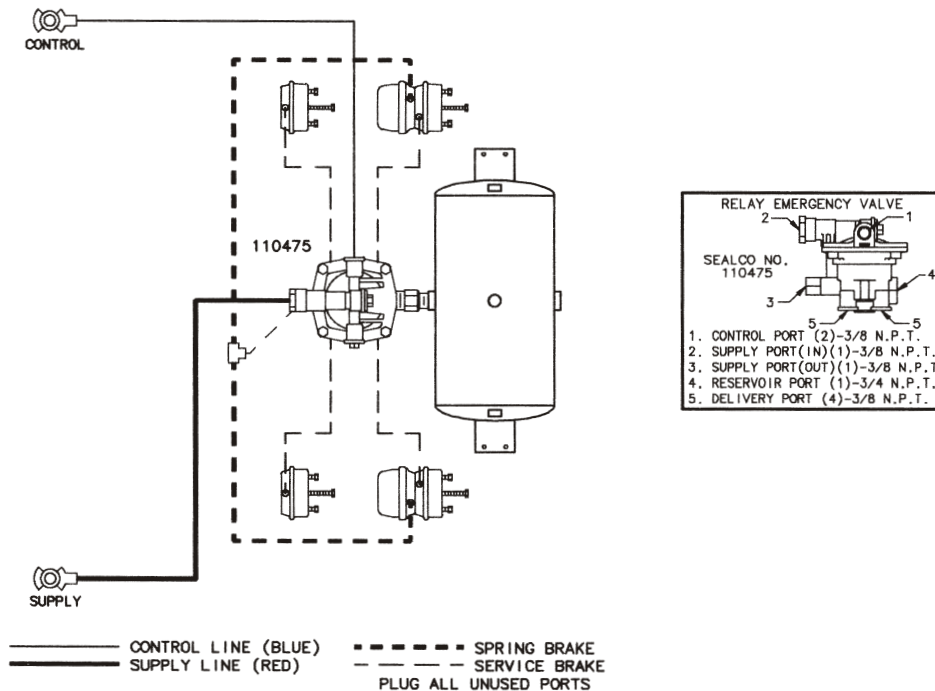 CONTROL
110475
SUPPLY
RELAY EMERGENCY VALVE
2
1
SEALCO NO.
110475
4
3
5
5
1. CONTROL PORT (2)-3/8 N.P.T.
2. SUPPLY PORT(IN)(1)-3/8 N.P.T.
3. SUPPLY PORT(OUT)(1)-3/8 N.P.T
4. RESERVOIR PORT (1)-3/4 N.P.T.
5. DELIVERY PORT (4)-3/8 N.P.T.
CONTROL LINE (BLUE)
SUPPLY LINE (RED)
SPRING BRAKE
SERVICE BRAKE
PLUG ALL UNUSED PORTS